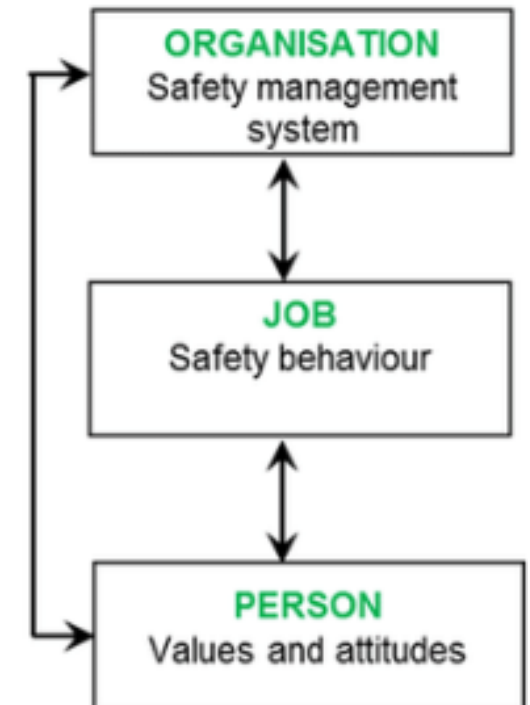 ORGANISATION
Safety management
system
JOB
Safety behaviour
PERSON
Values and attitudes